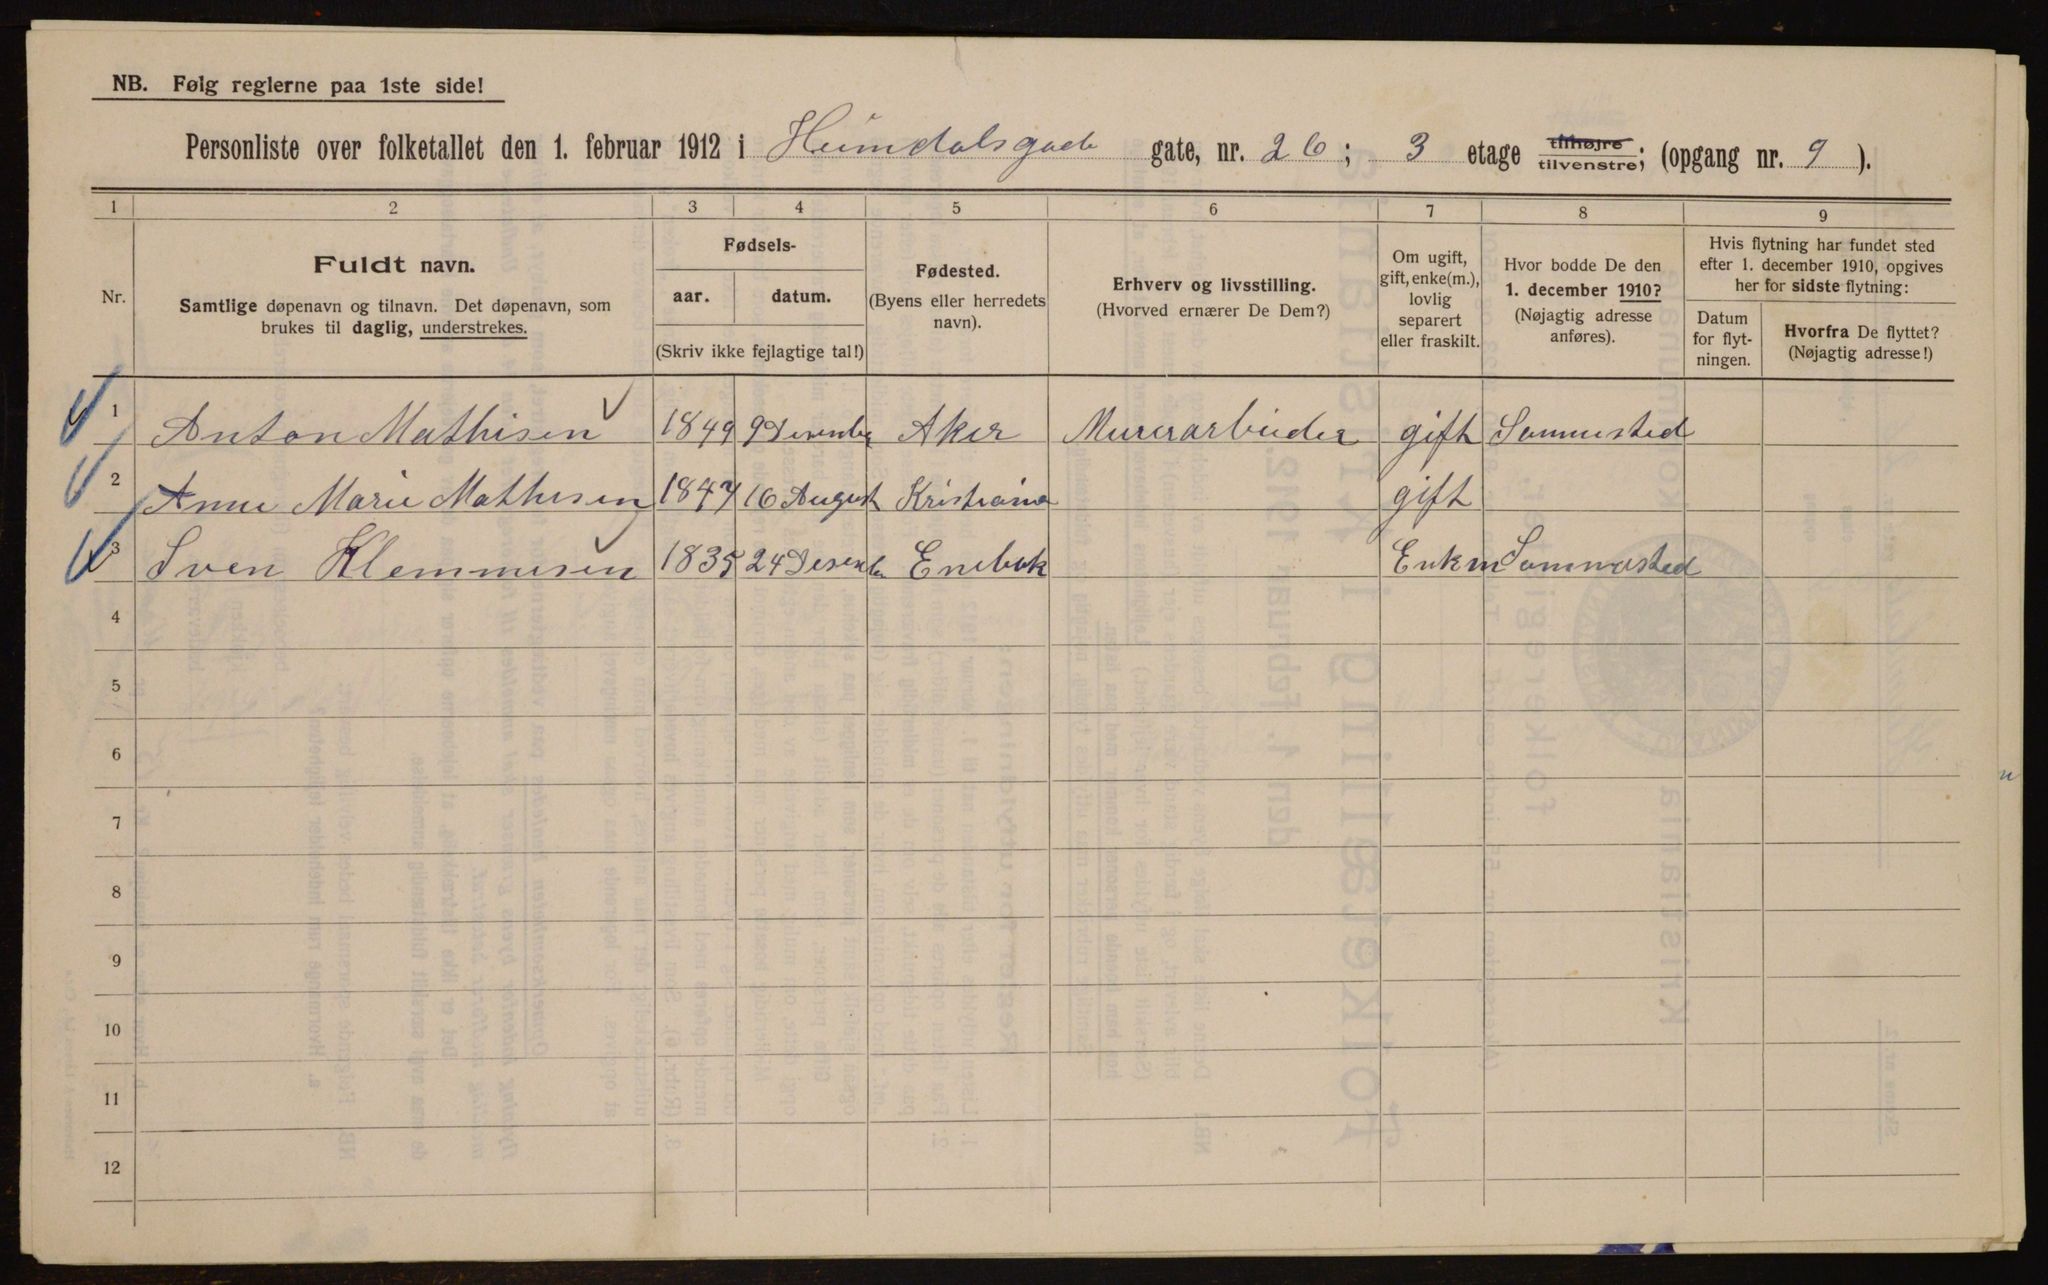 NB. Følg reglerne paa 1ste side!
Personliste over folketallet den 1. februar 1912 i Heimdalsgade gate, nr. 26; 3 etage tilhøjre tilvenstre; (opgang nr. 9).
1 2 3 4 5 6 7 8 9
Nr.
Fuldt navn.
Samtlige døpenavn og tilnavn. Det døpenavn, som
brukes til daglig, understrekes.
Fødsels-
aar. datum.
(Skriv ikke fejlagtige tal!)
Fødested.
(Byens eller herredets
navn).
Erhverv og livsstilling.
(Hvorved ernærer De Dem?)
Om ugift,
gift, enke(m.),
lovlig
separert
eller fraskilt.
Hvor bodde De den
1. december 1910?
(Nøjagtig adresse
anføres).
Hvis flytning har fundet sted
efter 1. december 1910, opgives
her for sidste flytning:
Datum
for flyt-
ningen.
Hvorfra De flyttet?
(Nøjagtig adresse!)
1 Anton Mathisen 1849 9 Desember Aker Murerarbeider gift Sammested
2 Anne Marie Mathisen 1847 16 August Kristiania gift
3 Sven Klemmesen 1835 24 Desember Enebak Enkm Sammested
4
5
6
7
8
9
10
11
12